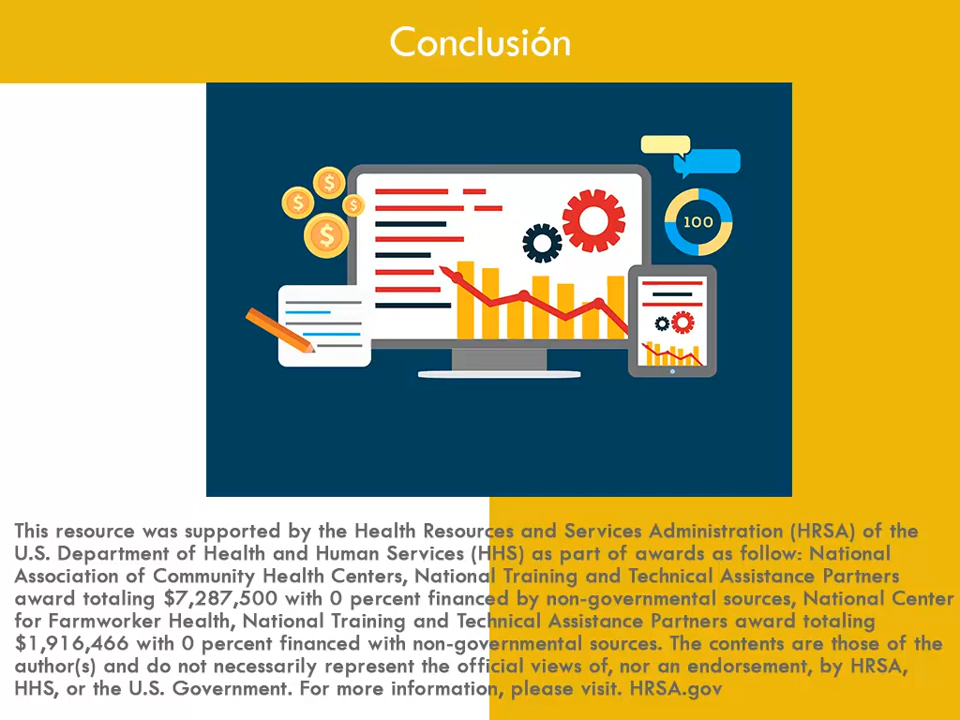 Conclusión
$
$
$
$
100
This resource was supported by the Health Resources and Services Administration (HRSA) of the
U.S. Department of Health and Human Services (HHS) as part of awards as follow: National
Association of Community Health Centers, National Training and Technical Assistance Partners
award totaling $7,287,500 with 0 percent financed by non-governmental sources, National Center
for Farmworker Health, National Training and Technical Assistance Partners award totaling
$1,916,466 with 0 percent financed with non-governmental sources. The contents are those of the
author(s) and do not necessarily represent the official views of, nor an endorsement, by HRSA,
HHS, or the U.S. Government. For more information, please visit. HRSA.gov